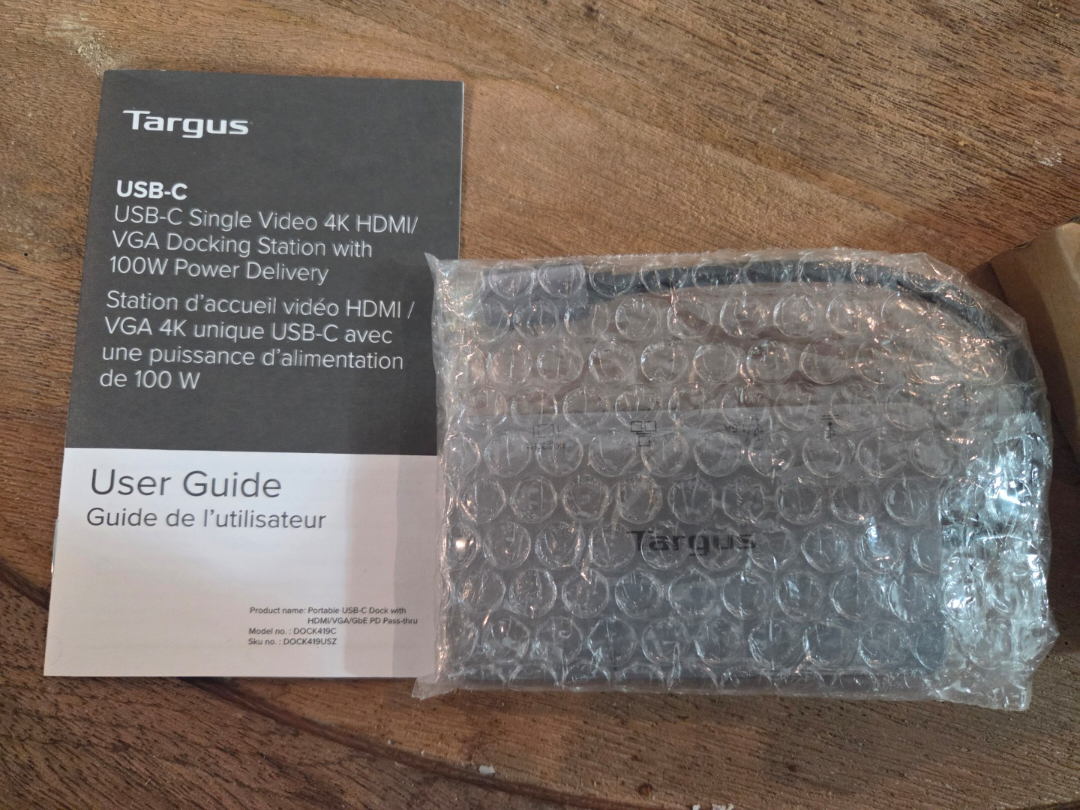 Targus
USB-C
USB-C Single Video 4K HDMI/
VGA Docking Station with
100W Power Delivery
Station d'accueil vidéo HDMI /
VGA 4K unique USB-C avec
une puissance d'alimentation
de 100 W
User Guide
Guide de l'utilisateur
Product name: Portable USB-C Dock with
HDMI/VGA/GbE PD Pass-thru
Model no. : DOCK419C
Sku no. : DOCK419USZ
Targus